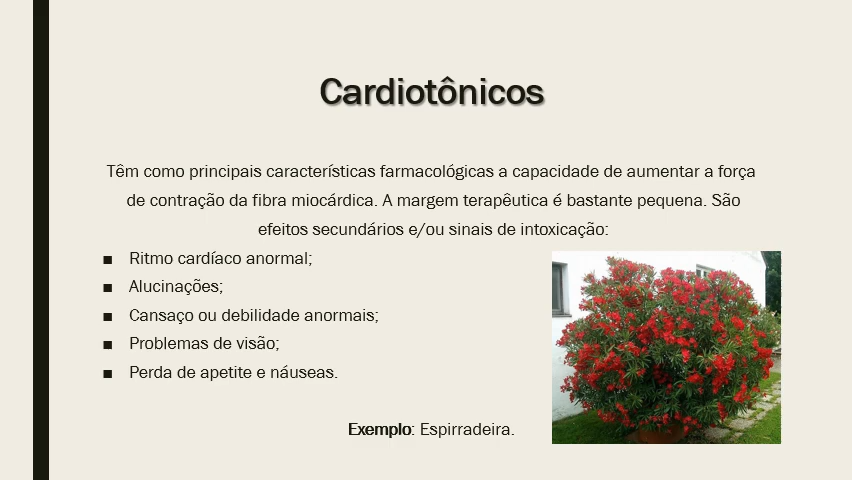 Cardiotônicos
Têm como principais características farmacológicas a capacidade de aumentar a força
de contração da fibra miocárdica. A margem terapêutica é bastante pequena. São
efeitos secundários e/ou sinais de intoxicação:
■ Ritmo cardíaco anormal;
■ Alucinações;
■ Cansaço ou debilidade anormais;
■ Problemas de visão;
■ Perda de apetite e náuseas.
Exemplo: Espirradeira.